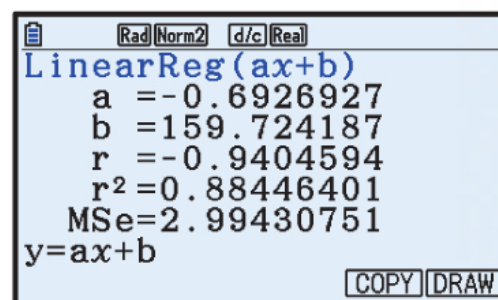 Rad Norm2 d/c Real
LinearReg(ax+b)
a =-0.6926927
b =159.724187
r =-0.9404594
r²=0.88446401
MSe=2.99430751
y=ax+b
COPY DRAW